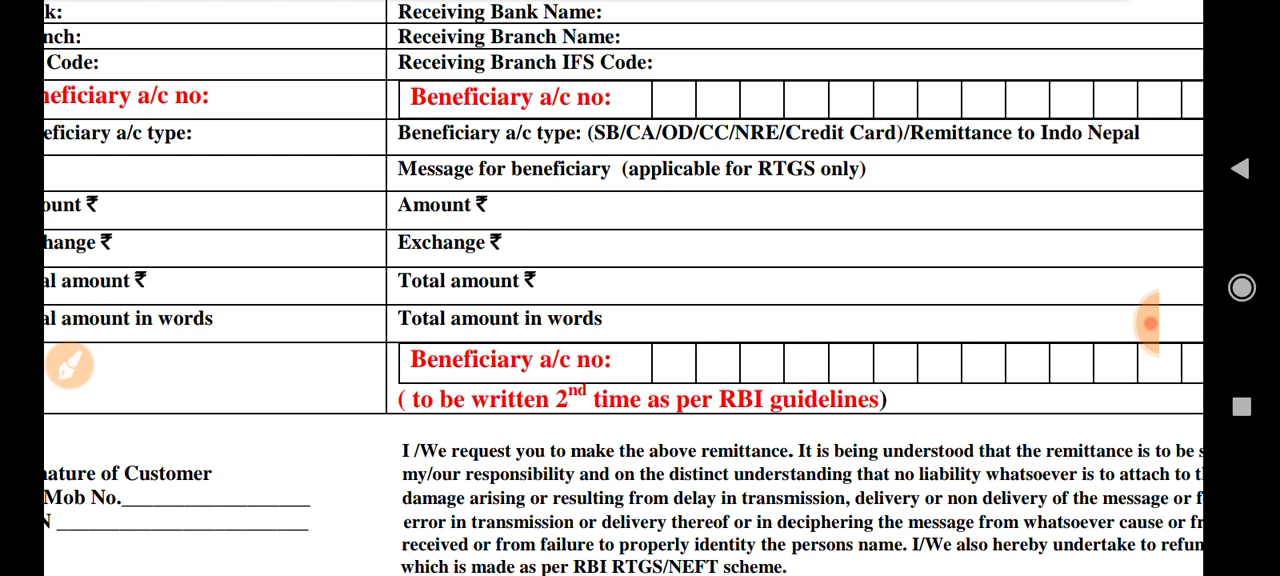 k:
Receiving Bank Name:
nch:
Receiving Branch Name:
Code:
Receiving Branch IFS Code:
neficiary a/c no:
Beneficiary a/c no:
eficiary a/c type:
Beneficiary a/c type: (SB/CA/OD/CC/NRE/Credit Card)/Remittance to Indo Nepal
Message for beneficiary (applicable for RTGS only)
ount ₹
Amount ₹
hange ₹
Exchange ₹
al amount ₹
Total amount ₹
al amount in words
Total amount in words
Beneficiary a/c no:
( to be written 2nd time as per RBI guidelines)
nature of Customer
Mob No.___________________
N _________________________
I /We request you to make the above remittance. It is being understood that the remittance is to be s
my/our responsibility and on the distinct understanding that no liability whatsoever is to attach to t
damage arising or resulting from delay in transmission, delivery or non delivery of the message or f
error in transmission or delivery thereof or in deciphering the message from whatsoever cause or fr
received or from failure to properly identity the persons name. I/We also hereby undertake to refun
which is made as per RBI RTGS/NEFT scheme.